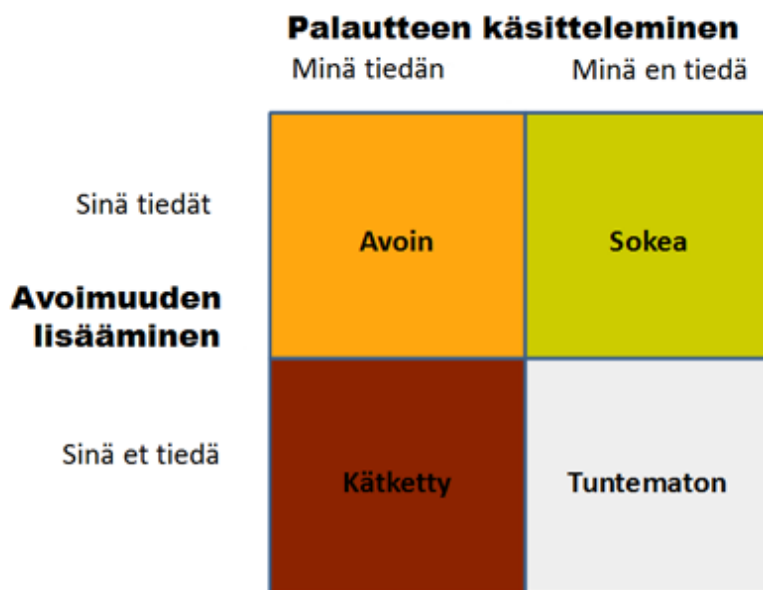 Palautteen käsitteleminen
Minä tiedän Minä en tiedä
Sinä tiedät
Avoin Sokea
Avoimuuden
lisääminen
Sinä et tiedä
Kätketty Tuntematon